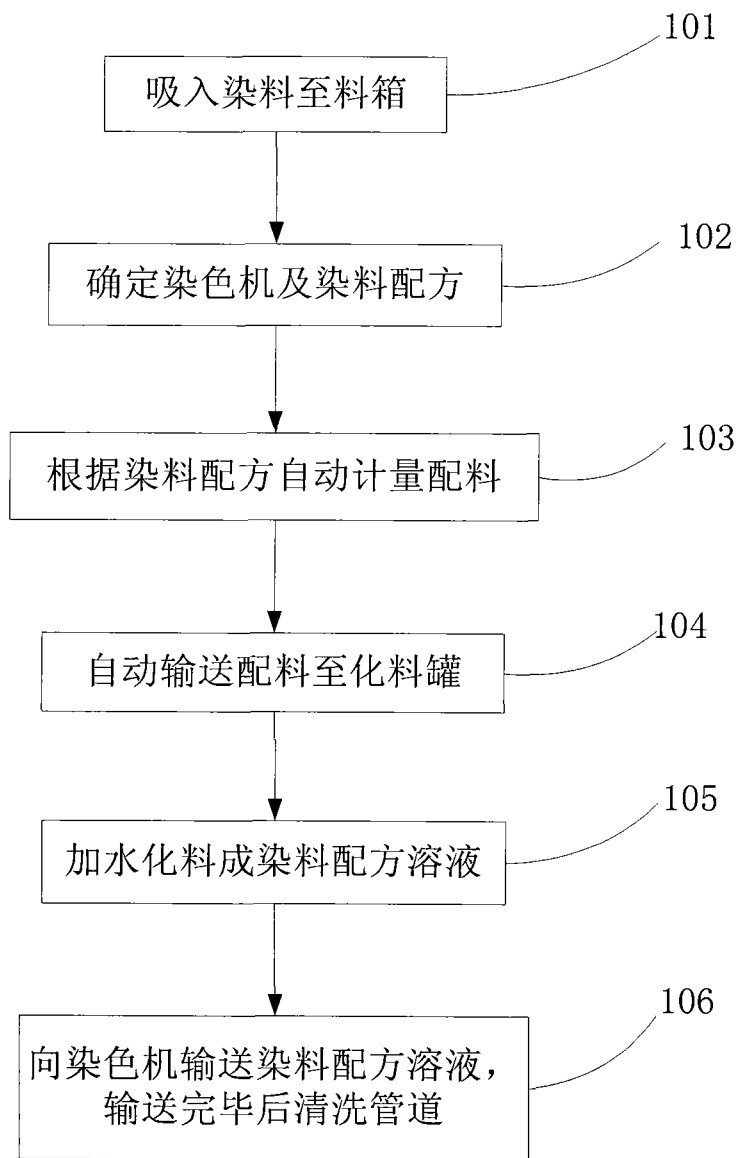 101
吸入染料至料箱
102
确定染色机及染料配方
103
根据染料配方自动计量配料
104
自动输送配料至化料罐
105
加水化料成染料配方溶液
106
向染色机输送染料配方溶液，
输送完毕后清洗管道